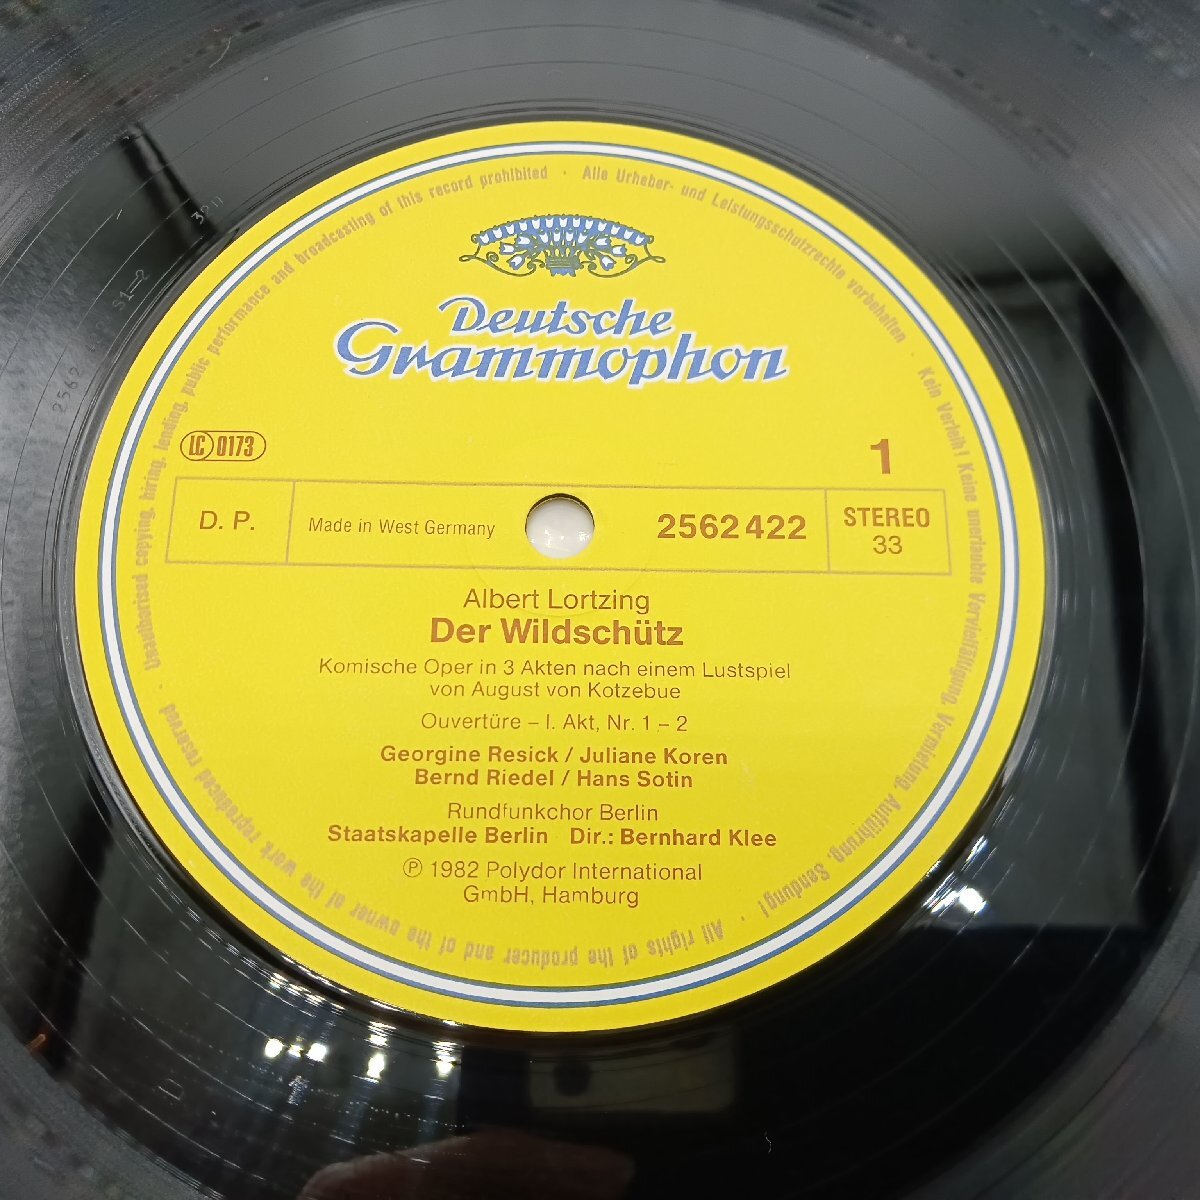 Deutsche
Grammophon
LC 0173
1
D. P.
Made in West Germany
2562 422
STEREO
33
Albert Lortzing
Der Wildschütz
Komische Oper in 3 Akten nach einem Lustspiel
von August von Kotzebue
Ouvertüre – I. Akt, Nr. 1 – 2
Georgine Resick / Juliane Koren
Bernd Riedel / Hans Sotin
Rundfunkchor Berlin
Staatskapelle Berlin Dir.: Bernhard Klee
℗ 1982 Polydor International
GmbH, Hamburg
Alle Urheber- und Leistungsschutzrechte vorbehalten · Kein Verleih! Keine unerlaubte Vervielfältigung, Vermietung, Aufführung, Sendung! · All rights of the producer and of the owner of the work reproduced reserved · Unauthorised copying, hiring, lending, public performance and broadcasting of this record prohibited ·
2562
S1=2